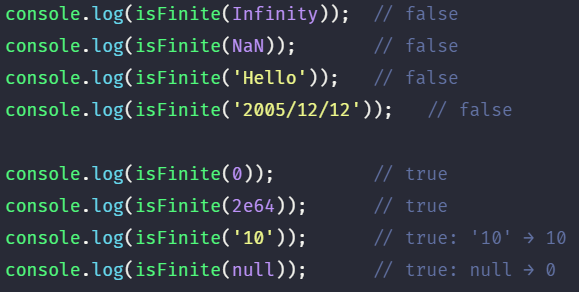 console.log(isFinite(Infinity));  // false
console.log(isFinite(NaN));       // false
console.log(isFinite('Hello'));   // false
console.log(isFinite('2005/12/12'));   // false

console.log(isFinite(0));         // true
console.log(isFinite(2e64));      // true
console.log(isFinite('10'));      // true: '10' → 10
console.log(isFinite(null));      // true: null → 0